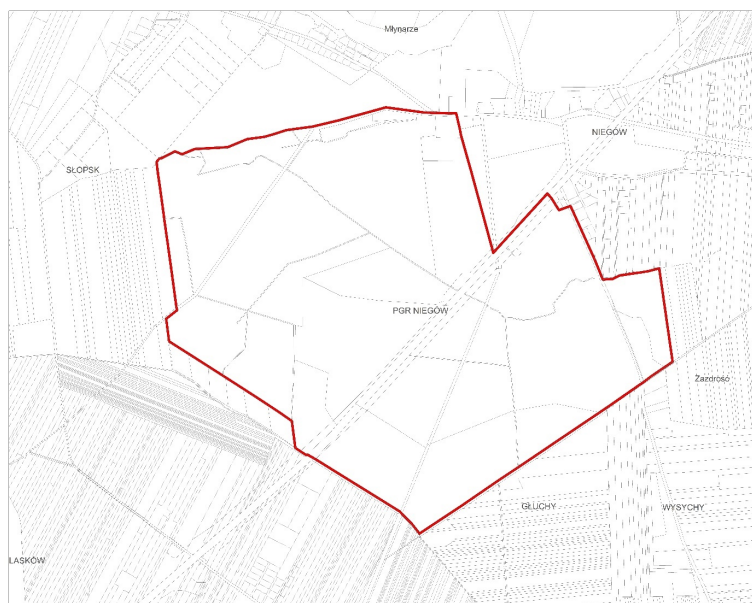 Młynarze
NIEGÓW
SŁOPSK
PGR NIEGÓW
Zazdrość
GŁUCHY
WYSYCHY
LASKÓW